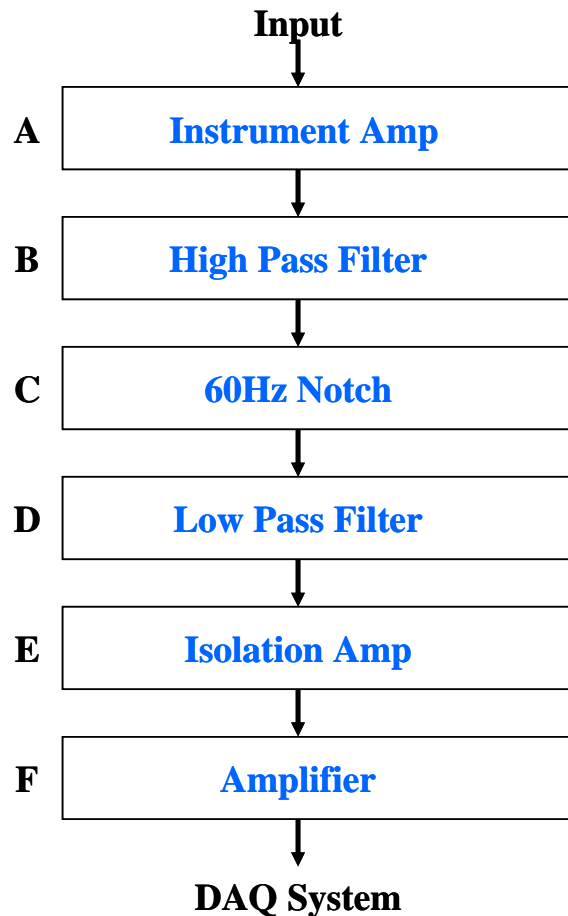 Input
A Instrument Amp
B High Pass Filter
C 60Hz Notch
D Low Pass Filter
E Isolation Amp
F Amplifier
DAQ System